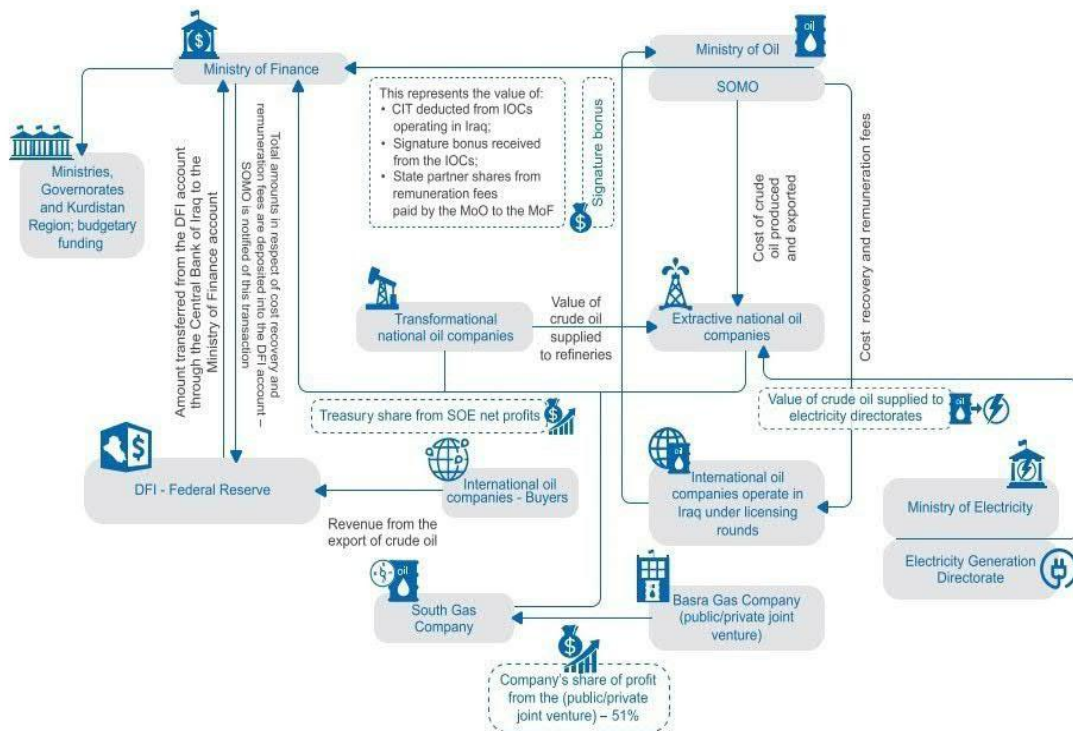 Ministry of Finance
Ministry of Oil
SOMO
oil
This represents the value of:
• CIT deducted from IOCs
operating in Iraq;
• Signature bonus received
from the IOCs;
• State partner shares from
remuneration fees
paid by the MoO to the MoF
Signature bonus
Cost of crude
oil produced
and exported
Cost recovery and remuneration fees
Ministries,
Governorates
and Kurdistan
Region; budgetary
funding
Amount transferred from the DFI account
through the Central Bank of Iraq to the
Ministry of Finance account
Total amounts in respect of cost recovery and
remuneration fees are deposited into the DFI account –
SOMO is notified of this transaction
Transformational
national oil companies
Value of
crude oil
supplied
to refineries
Extractive national oil
companies
Treasury share from SOE net profits
Value of crude oil supplied to
electricity directorates
oil
DFI - Federal Reserve
International oil
companies - Buyers
Revenue from the
export of crude oil
oil
International oil
companies operate in
Iraq under licensing
rounds
Ministry of Electricity
Electricity Generation
Directorate
oil
South Gas
Company
Basra Gas Company
(public/private joint
venture)
Company's share of profit
from the (public/private
joint venture) – 51%